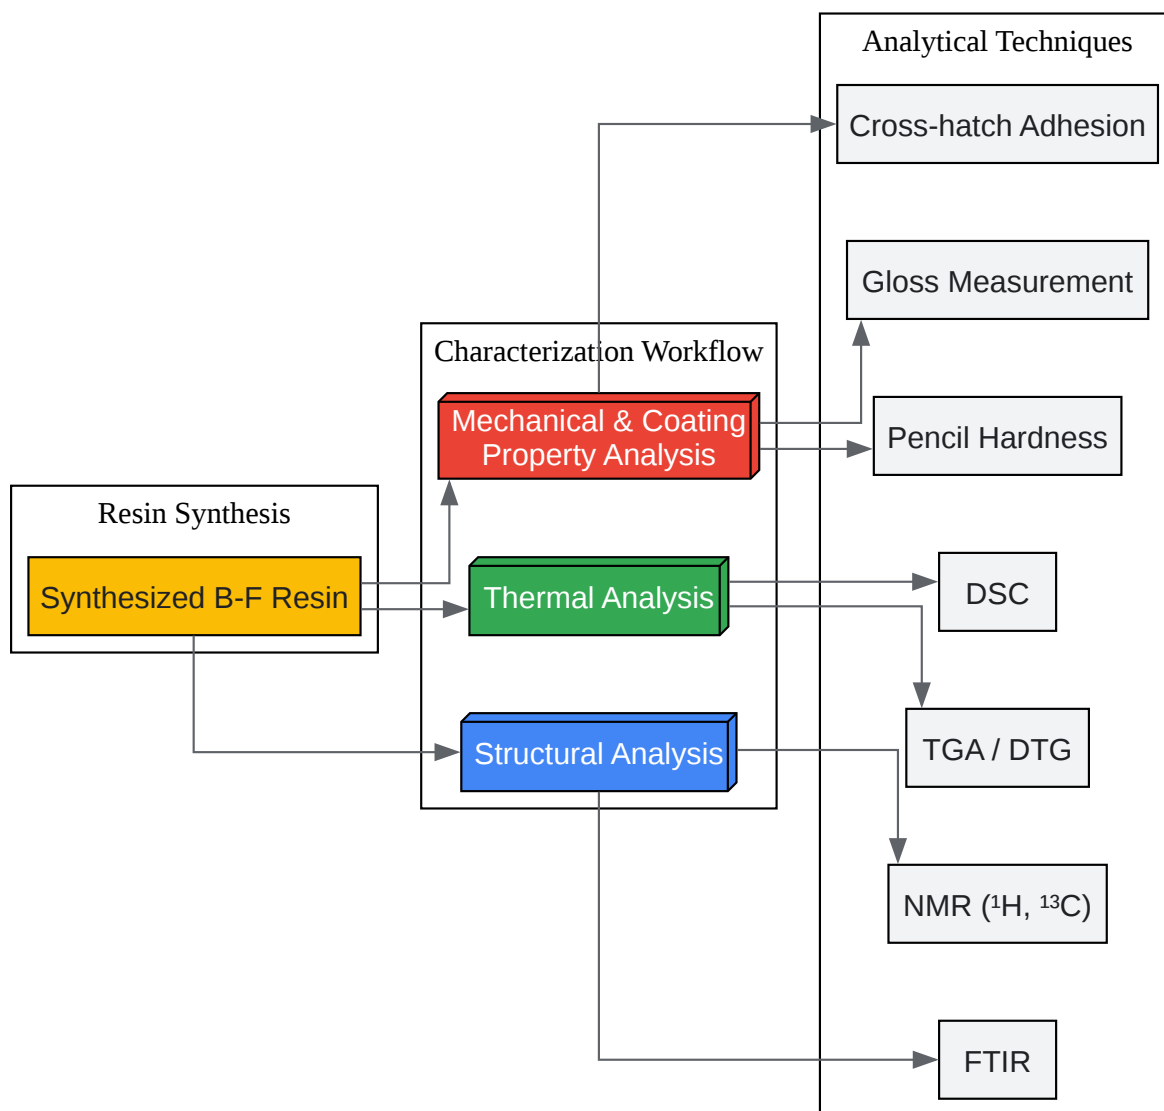 Resin Synthesis
Synthesized B-F Resin
Characterization Workflow
Mechanical & Coating
Property Analysis
Thermal Analysis
Structural Analysis
Analytical Techniques
Cross-hatch Adhesion
Gloss Measurement
Pencil Hardness
DSC
TGA / DTG
NMR (¹H, ¹³C)
FTIR